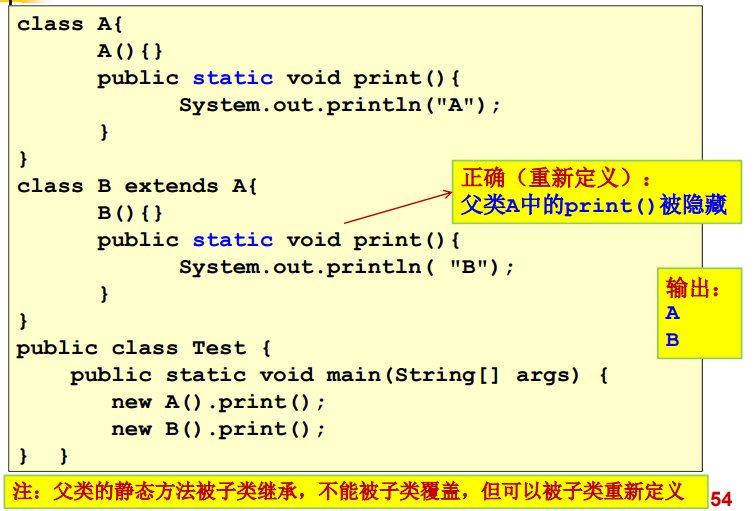 class A{
A(){}
public static void print(){
System.out.println("A");
}
}
class B extends A{
B(){}
public static void print(){
System.out.println( "B");
}
}
public class Test {
public static void main(String[] args) {
new A().print();
new B().print();
} }
正确（重新定义）：
父类A中的print()被隐藏
输出：
A
B
注：父类的静态方法被子类继承，不能被子类覆盖，但可以被子类重新定义
54